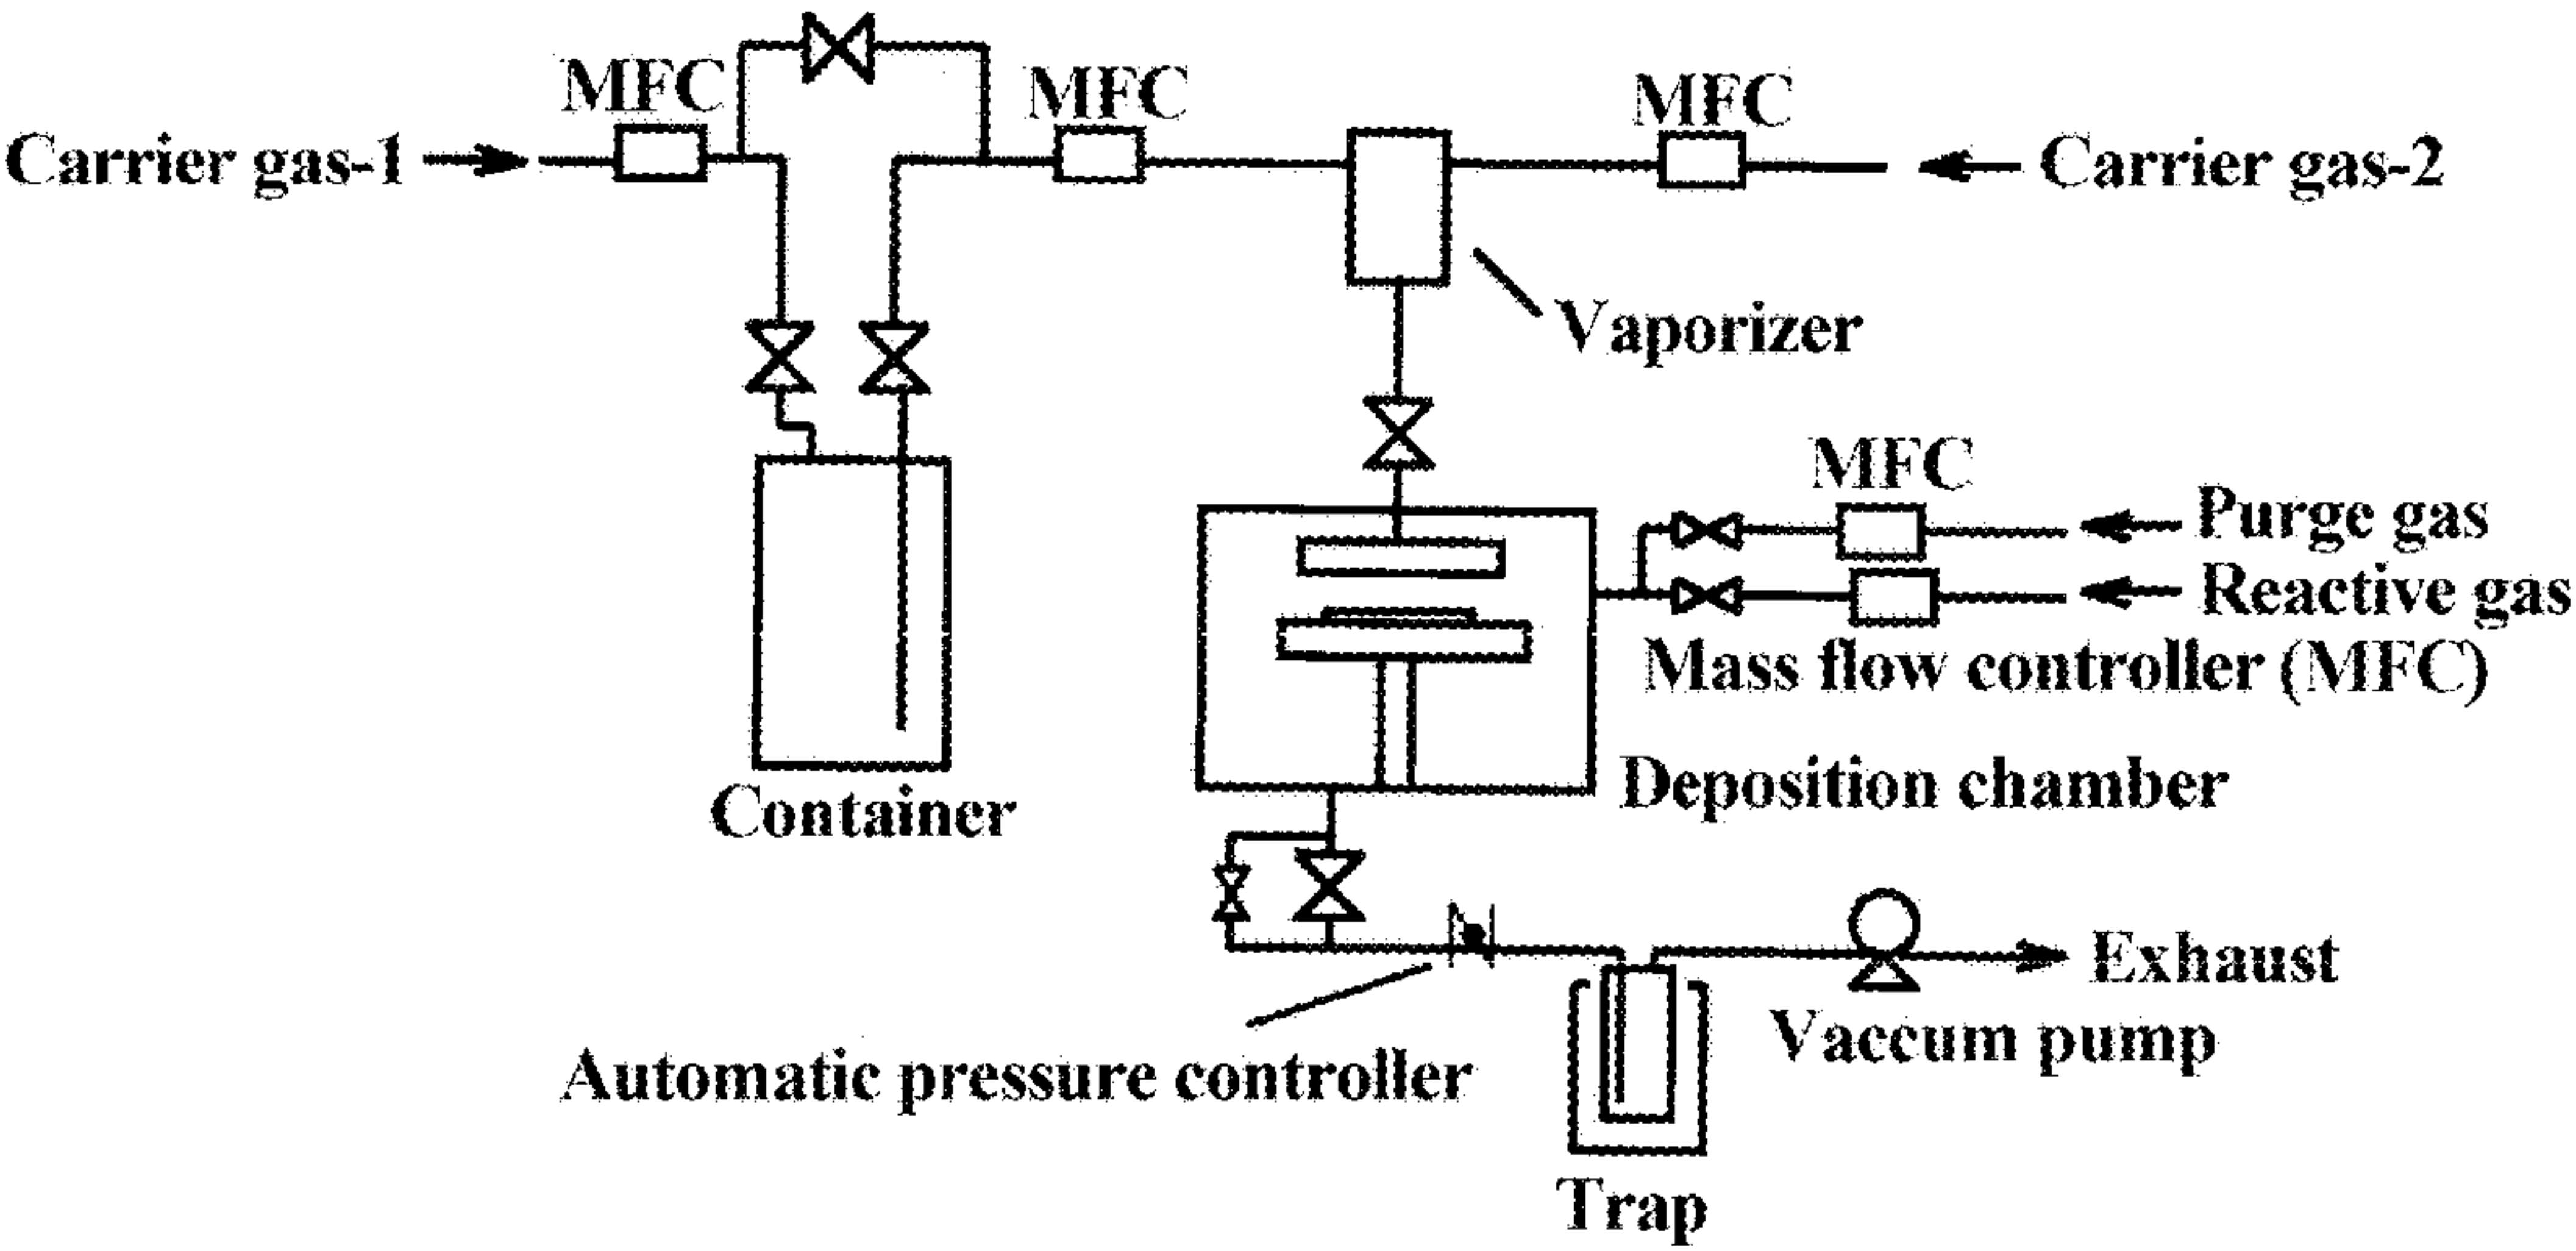 MFC
MFC
MFC
Carrier gas-1
Carrier gas-2
Vaporizer
MFC
Purge gas
Reactive gas
Mass flow controller (MFC)
Deposition chamber
Container
Exhaust
Vaccum pump
Automatic pressure controller
Trap